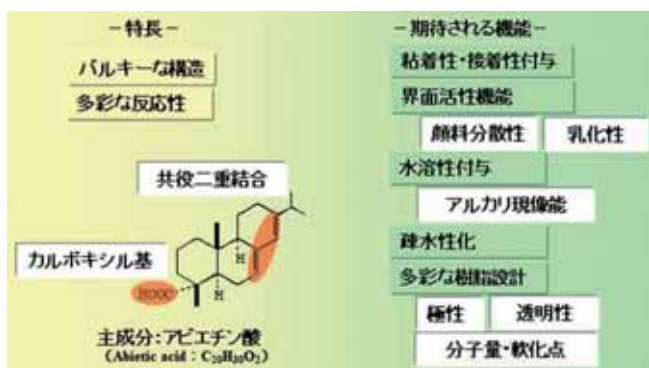 －特長－
バルキーな構造
多彩な反応性
共役二重結合
カルボキシル基
HOOC
H
H
主成分：アビエチン酸
（Abietic acid：C₂₀H₃₀O₂）
－期待される機能－
粘着性・接着性付与
界面活性機能
顔料分散性
乳化性
水溶性付与
アルカリ現像能
疎水性化
多彩な樹脂設計
極性
透明性
分子量・軟化点